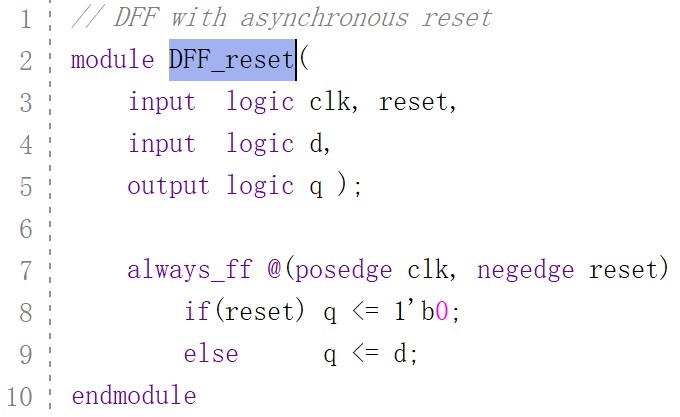 1 // DFF with asynchronous reset
2 module DFF_reset(
3 input logic clk, reset,
4 input logic d,
5 output logic q );
6
7 always_ff @(posedge clk, negedge reset)
8 if(reset) q <= 1'b0;
9 else q <= d;
10 endmodule